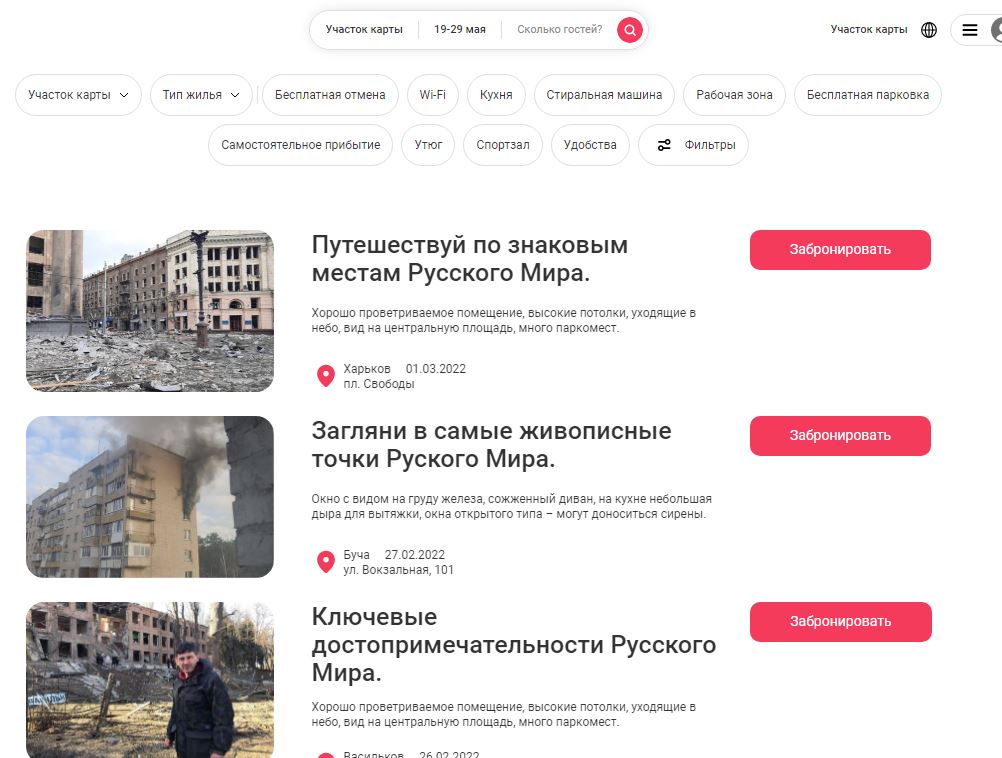 Участок карты 19-29 мая Сколько гостей? Участок карты
Участок карты Тип жилья Бесплатная отмена Wi-Fi Кухня Стиральная машина Рабочая зона Бесплатная парковка
Самостоятельное прибытие Утюг Спортзал Удобства Фильтры
Путешествуй по знаковым
местам Русского Мира.
Забронировать
Хорошо проветриваемое помещение, высокие потолки, уходящие в
небо, вид на центральную площадь, много паркомест.
Харьков 01.03.2022
пл. Свободы
Загляни в самые живописные
точки Руского Мира.
Забронировать
Окно с видом на груду железа, сожженный диван, на кухне небольшая
дыра для вытяжки, окна открытого типа – могут доноситься сирены.
Буча 27.02.2022
ул. Вокзальная, 101
Ключевые
достопримечательности Русского
Мира.
Забронировать
Хорошо проветриваемое помещение, высокие потолки, уходящие в
небо, вид на центральную площадь, много паркомест.
Васильков 26.02.2022